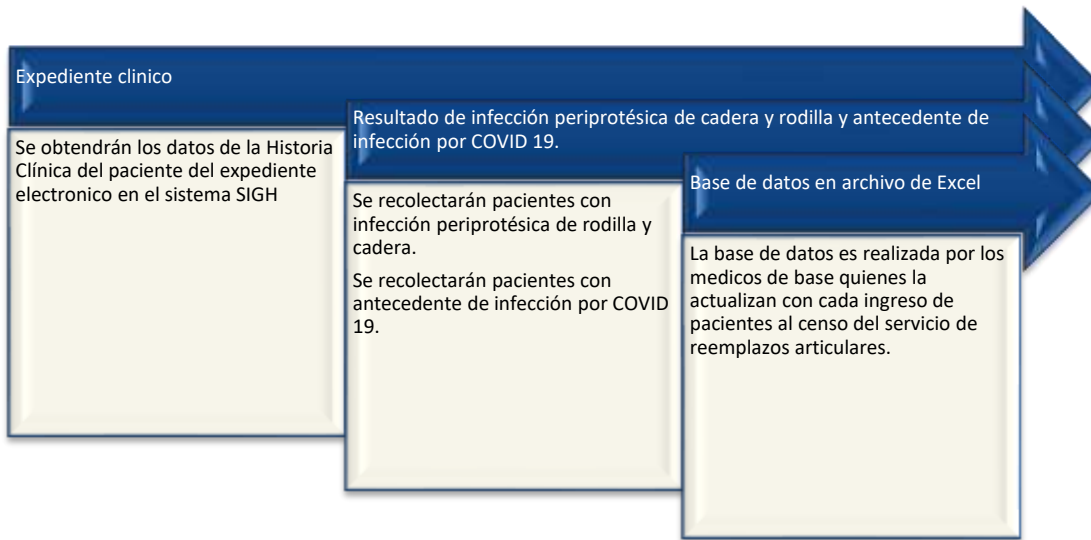 Expediente clinico
Se obtendrán los datos de la Historia
Clínica del paciente del expediente
electronico en el sistema SIGH
Resultado de infección periprotésica de cadera y rodilla y antecedente de
infección por COVID 19.
Se recolectarán pacientes con
infección periprotésica de rodilla y
cadera.
Se recolectarán pacientes con
antecedente de infección por COVID
19.
Base de datos en archivo de Excel
La base de datos es realizada por los
medicos de base quienes la
actualizan con cada ingreso de
pacientes al censo del servicio de
reemplazos articulares.